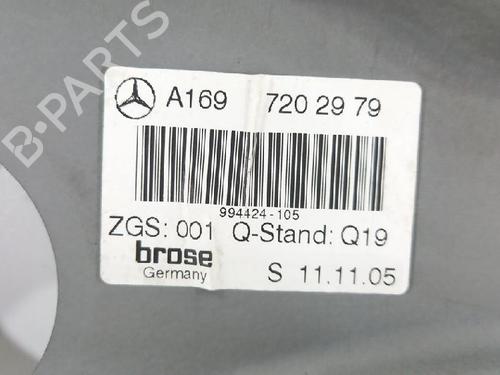 B-PARTS
A169 720 29 79
994424-105
ZGS: 001 Q-Stand: Q19
brose
Germany
S 11.11.05